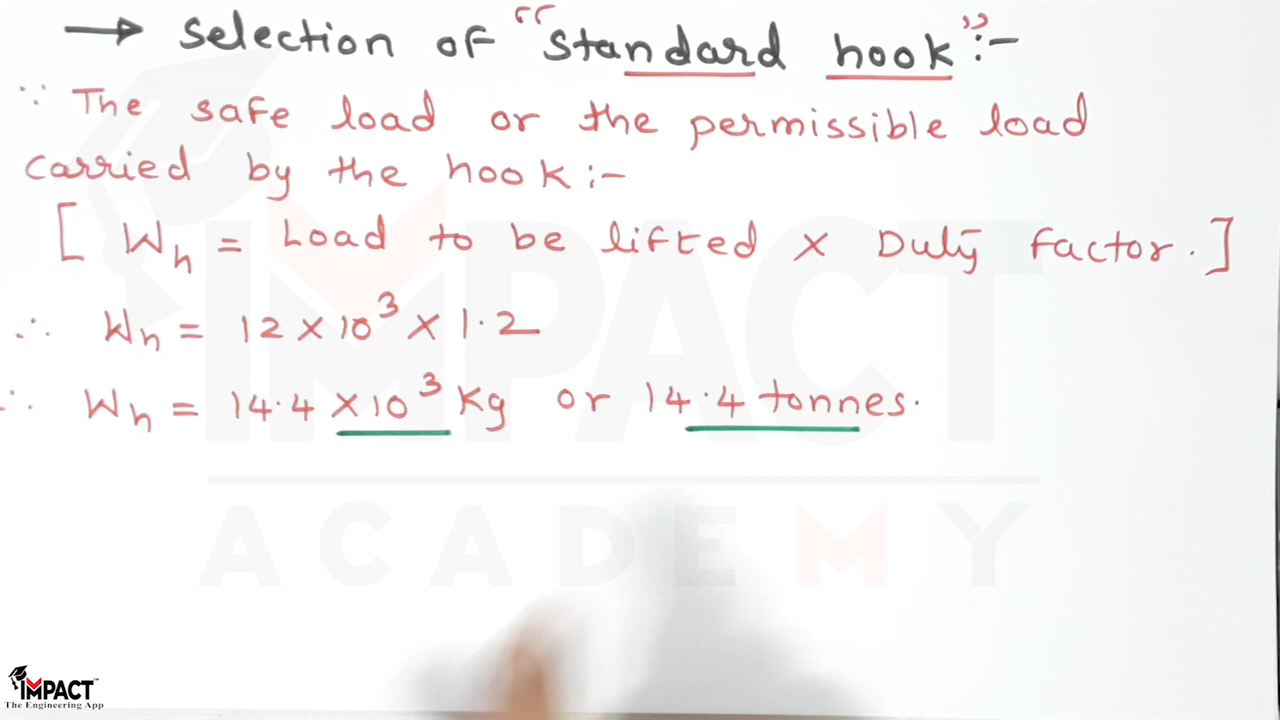 → Selection of "Standard hook" :-
∵ The safe load or the permissible load
carried by the hook :-
[ Wh = Load to be lifted × Duty factor. ]
∴ Wh = 12 × 10³ × 1.2
∴ Wh = 14.4 × 10³ Kg or 14.4 tonnes.
IMPACT
ACADEMY
IMPACT™
The Engineering App